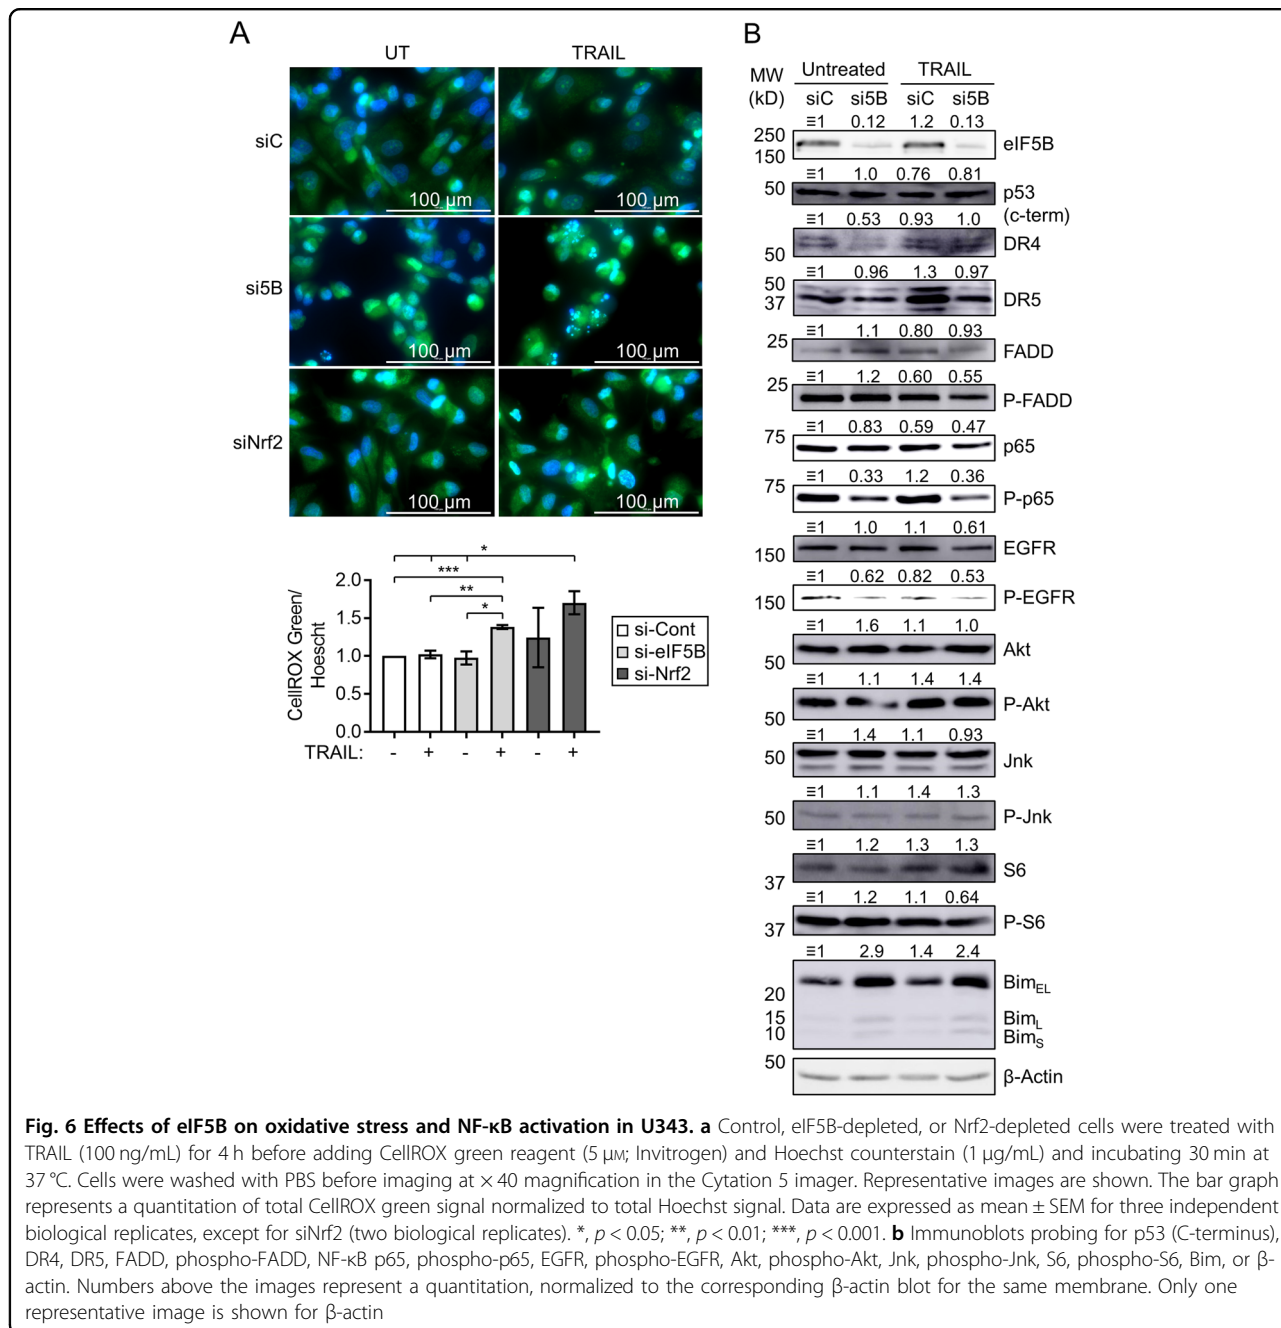 A
UT TRAIL
siC
100 µm 100 µm
si5B
100 µm 100 µm
siNrf2
100 µm 100 µm
*
***
**
*
2.0
1.5
1.0
0.5
0.0
CellROX Green/
Hoescht
TRAIL: - + - + - +
si-Cont
si-eIF5B
si-Nrf2
B
MW
(kD)
Untreated TRAIL
siC si5B siC si5B
≡1 0.12 1.2 0.13
250
150
eIF5B
≡1 1.0 0.76 0.81
50
p53
(c-term)
≡1 0.53 0.93 1.0
50
DR4
≡1 0.96 1.3 0.97
50
37
DR5
≡1 1.1 0.80 0.93
25
FADD
≡1 1.2 0.60 0.55
25
P-FADD
≡1 0.83 0.59 0.47
75
p65
≡1 0.33 1.2 0.36
75
P-p65
≡1 1.0 1.1 0.61
150
EGFR
≡1 0.62 0.82 0.53
150
P-EGFR
≡1 1.6 1.1 1.0
50
Akt
≡1 1.1 1.4 1.4
50
P-Akt
≡1 1.4 1.1 0.93
50
Jnk
≡1 1.1 1.4 1.3
50
P-Jnk
≡1 1.2 1.3 1.3
37
S6
≡1 1.2 1.1 0.64
37
P-S6
≡1 2.9 1.4 2.4
20
15
10
BimEL
BimL
BimS
50
β-Actin
Fig. 6 Effects of eIF5B on oxidative stress and NF-κB activation in U343. a Control, eIF5B-depleted, or Nrf2-depleted cells were treated with
TRAIL (100 ng/mL) for 4 h before adding CellROX green reagent (5 μM; Invitrogen) and Hoechst counterstain (1 μg/mL) and incubating 30 min at
37 °C. Cells were washed with PBS before imaging at × 40 magnification in the Cytation 5 imager. Representative images are shown. The bar graph
represents a quantitation of total CellROX green signal normalized to total Hoechst signal. Data are expressed as mean ± SEM for three independent
biological replicates, except for siNrf2 (two biological replicates). *, p < 0.05; **, p < 0.01; ***, p < 0.001. b Immunoblots probing for p53 (C-terminus),
DR4, DR5, FADD, phospho-FADD, NF-κB p65, phospho-p65, EGFR, phospho-EGFR, Akt, phospho-Akt, Jnk, phospho-Jnk, S6, phospho-S6, Bim, or β-
actin. Numbers above the images represent a quantitation, normalized to the corresponding β-actin blot for the same membrane. Only one
representative image is shown for β-actin